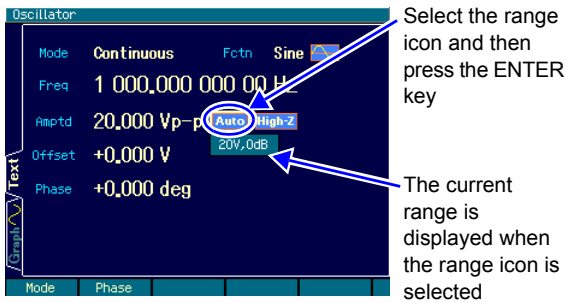 Oscillator
Mode Continuous Fctn Sine
Freq 1 000.000 000 00 Hz
Amptd 20.000 Vp-p Auto High-Z
20V,0dB
Offset +0.000 V
Phase +0.000 deg
Text
Graph
Mode Phase
Select the range
icon and then
press the ENTER
key
The current
range is
displayed when
the range icon is
selected